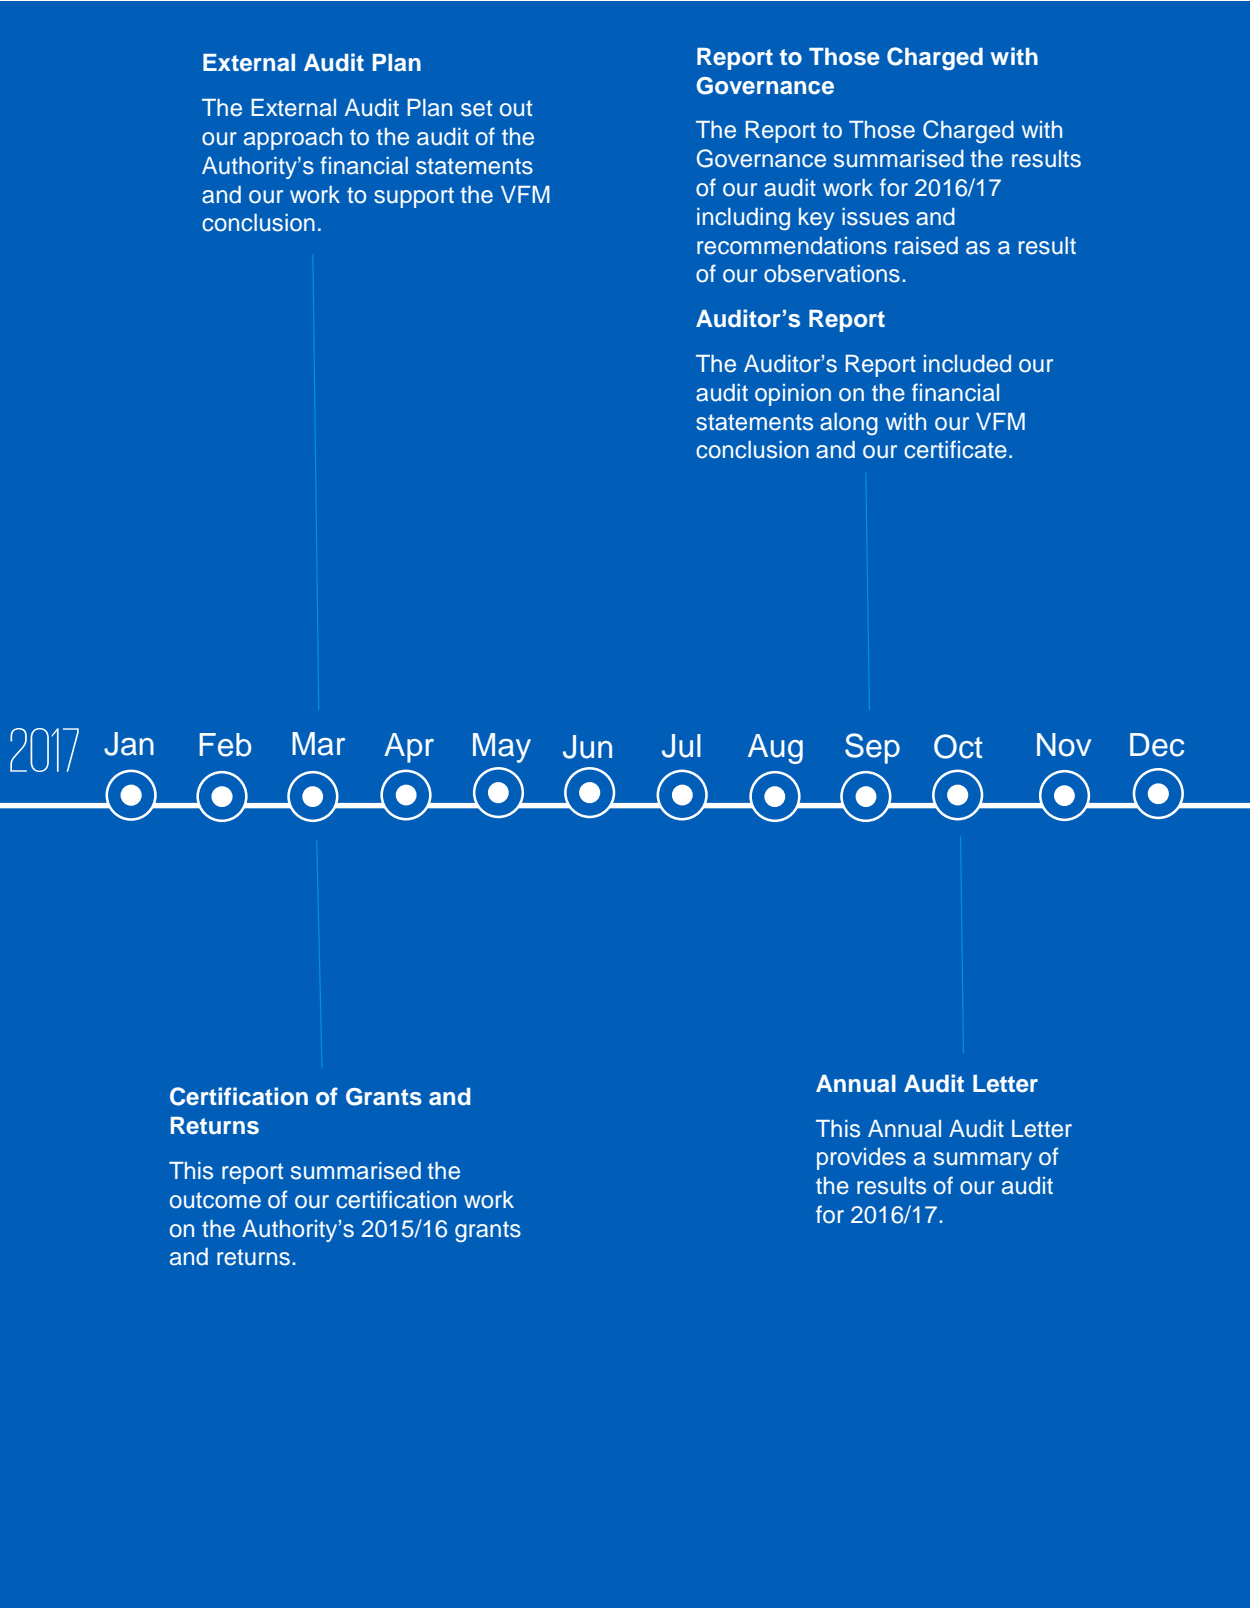 External Audit Plan
The External Audit Plan set out
our approach to the audit of the
Authority’s financial statements
and our work to support the VFM
conclusion.
Report to Those Charged with
Governance
The Report to Those Charged with
Governance summarised the results
of our audit work for 2016/17
including key issues and
recommendations raised as a result
of our observations.
Auditor’s Report
The Auditor’s Report included our
audit opinion on the financial
statements along with our VFM
conclusion and our certificate.
2017 Jan Feb Mar Apr May Jun Jul Aug Sep Oct Nov Dec
Certification of Grants and
Returns
This report summarised the
outcome of our certification work
on the Authority’s 2015/16 grants
and returns.
Annual Audit Letter
This Annual Audit Letter
provides a summary of
the results of our audit
for 2016/17.